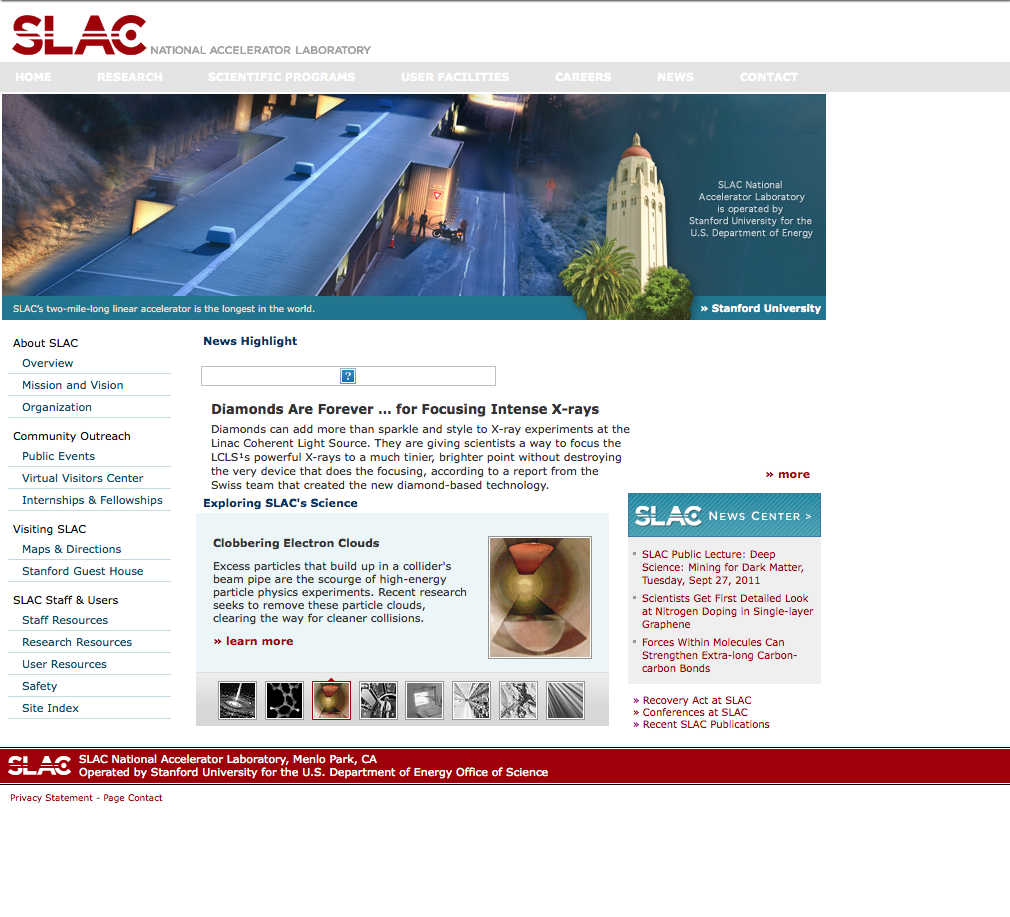 SLAC NATIONAL ACCELERATOR LABORATORY
HOME RESEARCH SCIENTIFIC PROGRAMS USER FACILITIES CAREERS NEWS CONTACT
SLAC National
Accelerator Laboratory
is operated by
Stanford University for the
U.S. Department of Energy
SLAC's two-mile-long linear accelerator is the longest in the world.
» Stanford University
About SLAC
Overview
Mission and Vision
Organization
Community Outreach
Public Events
Virtual Visitors Center
Internships & Fellowships
Visiting SLAC
Maps & Directions
Stanford Guest House
SLAC Staff & Users
Staff Resources
Research Resources
User Resources
Safety
Site Index
News Highlight
?
Diamonds Are Forever ... for Focusing Intense X-rays
Diamonds can add more than sparkle and style to X-ray experiments at the
Linac Coherent Light Source. They are giving scientists a way to focus the
LCLS¹s powerful X-rays to a much tinier, brighter point without destroying
the very device that does the focusing, according to a report from the
Swiss team that created the new diamond-based technology.
» more
Exploring SLAC's Science
Clobbering Electron Clouds
Excess particles that build up in a collider's
beam pipe are the scourge of high-energy
particle physics experiments. Recent research
seeks to remove these particle clouds,
clearing the way for cleaner collisions.
» learn more
SLAC NEWS CENTER >
SLAC Public Lecture: Deep
Science: Mining for Dark Matter,
Tuesday, Sept 27, 2011
Scientists Get First Detailed Look
at Nitrogen Doping in Single-layer
Graphene
Forces Within Molecules Can
Strengthen Extra-long Carbon-
carbon Bonds
» Recovery Act at SLAC
» Conferences at SLAC
» Recent SLAC Publications
SLAC
SLAC National Accelerator Laboratory, Menlo Park, CA
Operated by Stanford University for the U.S. Department of Energy Office of Science
Privacy Statement - Page Contact